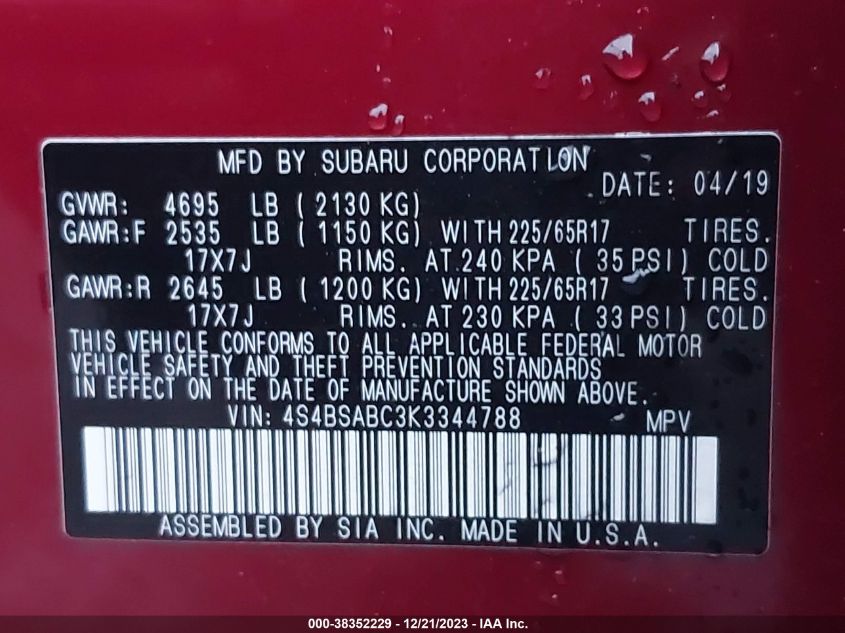 MFD BY SUBARU CORPORATION
DATE: 04/19
GVWR: 4695 LB ( 2130 KG)
GAWR:F 2535 LB ( 1150 KG) WITH 225/65R17 TIRES.
17X7J RIMS. AT 240 KPA ( 35 PSI) COLD
GAWR:R 2645 LB ( 1200 KG) WITH 225/65R17 TIRES.
17X7J RIMS. AT 230 KPA ( 33 PSI) COLD
THIS VEHICLE CONFORMS TO ALL APPLICABLE FEDERAL MOTOR
VEHICLE SAFETY AND THEFT PREVENTION STANDARDS
IN EFFECT ON THE DATE OF MANUFACTURE SHOWN ABOVE.
VIN: 4S4BSABC3K3344788 MPV
ASSEMBLED BY SIA INC. MADE IN U.S.A.
000-38352229 - 12/21/2023 - IAA Inc.